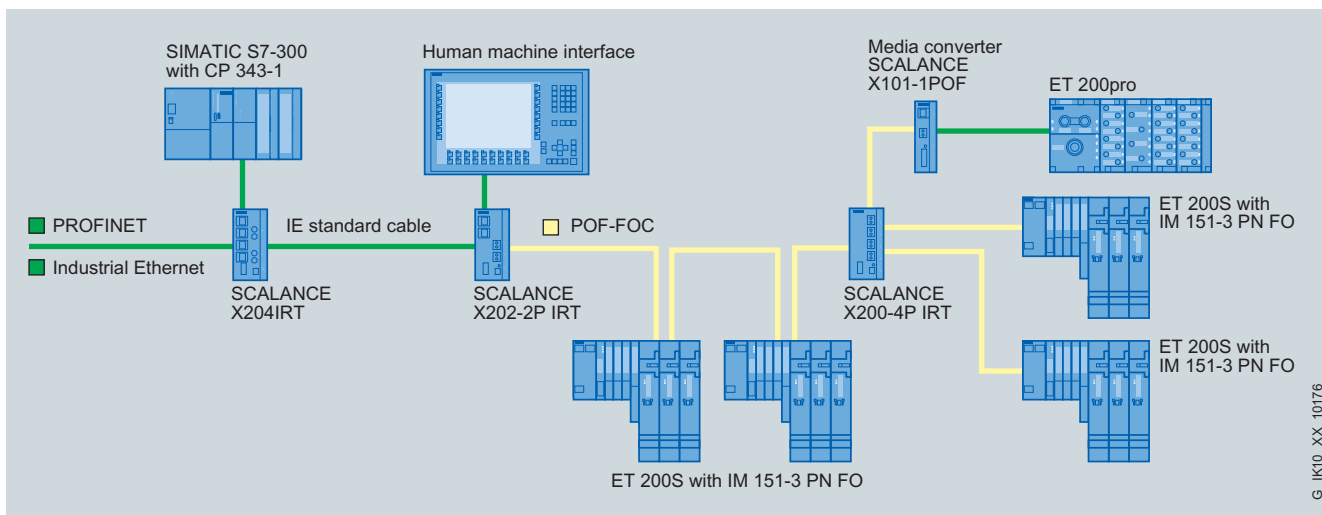 SIMATIC S7-300
with CP 343-1
Human machine interface
Media converter
SCALANCE
X101-1POF
ET 200pro
PROFINET
IE standard cable
POF-FOC
Industrial Ethernet
SCALANCE
X204IRT
SCALANCE
X202-2P IRT
SCALANCE
X200-4P IRT
ET 200S with
IM 151-3 PN FO
ET 200S with
IM 151-3 PN FO
ET 200S with IM 151-3 PN FO
G_IK10_XX_10176